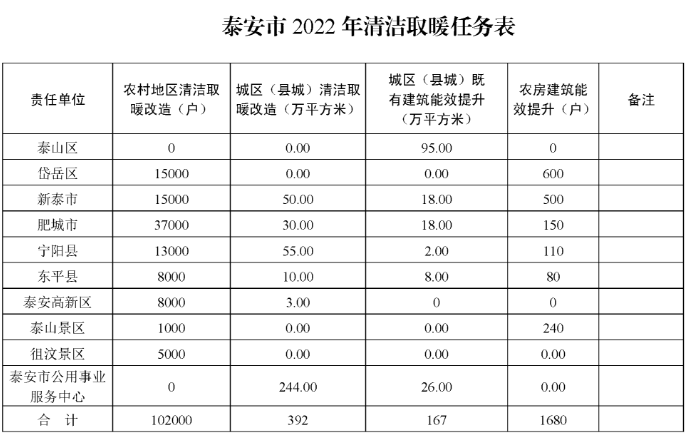 泰安市 2022 年清洁取暖任务表
责任单位 农村地区清洁取暖改造（户） 城区（县城）清洁取暖改造（万平方米） 城区（县城）既有建筑能效提升（万平方米） 农房建筑能效提升（户） 备注
泰山区 0 0.00 95.00 0
岱岳区 15000 0.00 0.00 600
新泰市 15000 50.00 18.00 500
肥城市 37000 30.00 18.00 150
宁阳县 13000 55.00 2.00 110
东平县 8000 10.00 8.00 80
泰安高新区 8000 3.00 0 0
泰山景区 1000 0.00 0.00 240
徂汶景区 5000 0.00 0.00 0.00
泰安市公用事业服务中心 0 244.00 26.00 0.00
合 计 102000 392 167 1680